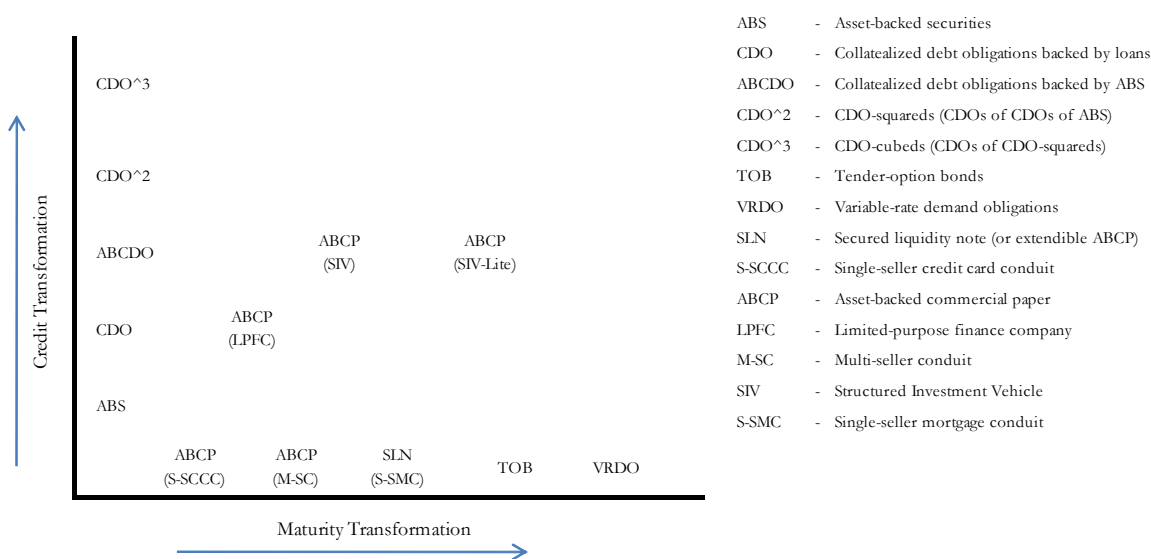 CDO^3
CDO^2
ABCDO
ABCP
(SIV)
ABCP
(SIV-Lite)
CDO
ABCP
(LPFC)
ABS
ABCP
(S-SCCC)
ABCP
(M-SC)
SLN
(S-SMC)
TOB
VRDO
Credit Transformation
Maturity Transformation
ABS - Asset-backed securities
CDO - Collatealized debt obligations backed by loans
ABCDO - Collatealized debt obligations backed by ABS
CDO^2 - CDO-squareds (CDOs of CDOs of ABS)
CDO^3 - CDO-cubeds (CDOs of CDO-squareds)
TOB - Tender-option bonds
VRDO - Variable-rate demand obligations
SLN - Secured liquidity note (or extendible ABCP)
S-SCCC - Single-seller credit card conduit
ABCP - Asset-backed commercial paper
LPFC - Limited-purpose finance company
M-SC - Multi-seller conduit
SIV - Structured Investment Vehicle
S-SMC - Single-seller mortgage conduit